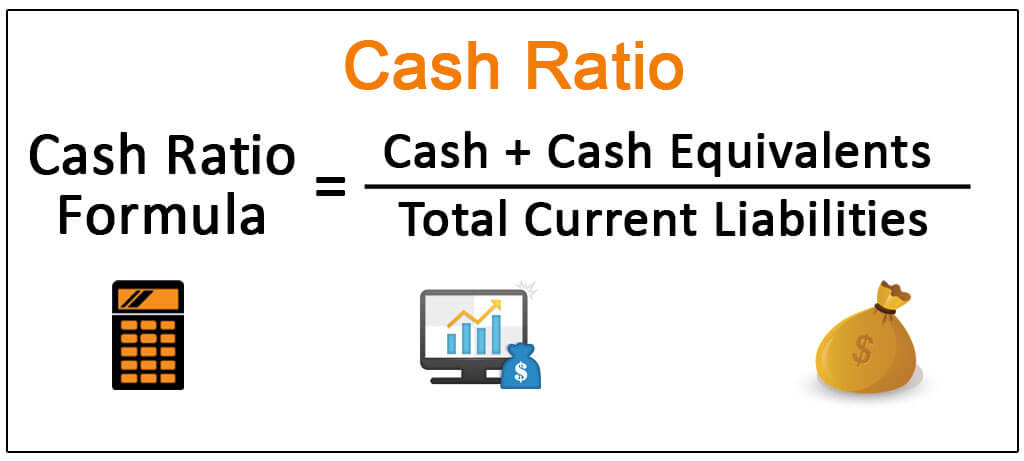 Cash Ratio
Cash Ratio
Formula
=
Cash + Cash Equivalents
Total Current Liabilities
$
$